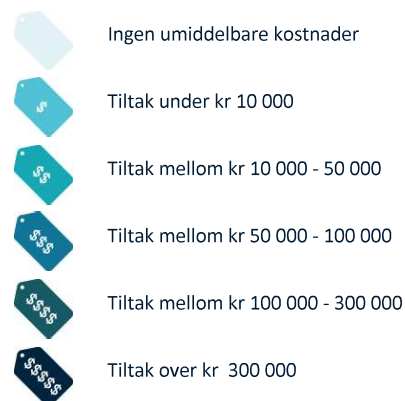 Ingen umiddelbare kostnader
$ Tiltak under kr 10 000
$$ Tiltak mellom kr 10 000 - 50 000
$$$ Tiltak mellom kr 50 000 - 100 000
$$$$ Tiltak mellom kr 100 000 - 300 000
$$$$$ Tiltak over kr  300 000